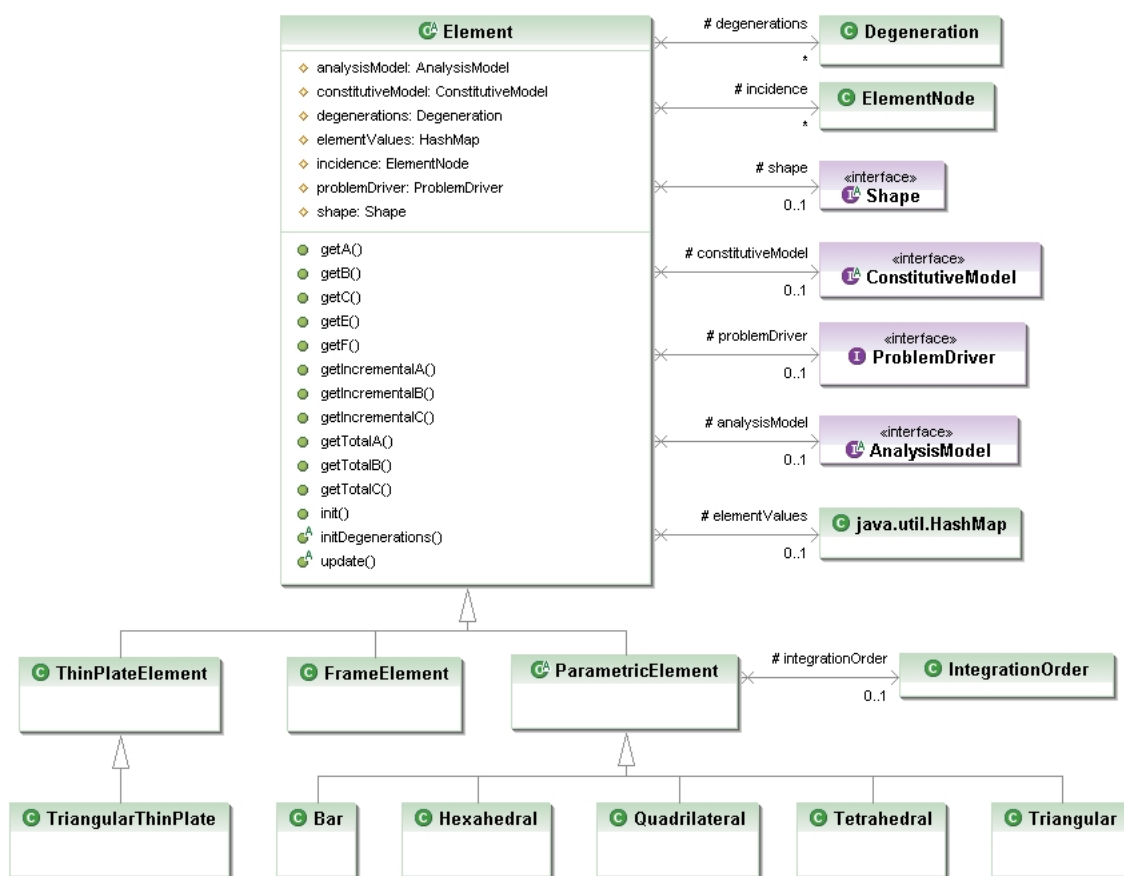 Element
analysisModel: AnalysisModel
constitutiveModel: ConstitutiveModel
degenerations: Degeneration
elementValues: HashMap
incidence: ElementNode
problemDriver: ProblemDriver
shape: Shape
getA()
getB()
getC()
getE()
getF()
getIncrementalA()
getIncrementalB()
getIncrementalC()
getTotalA()
getTotalB()
getTotalC()
init()
initDegenerations()
update()
# degenerations
*
Degeneration
# incidence
*
ElementNode
# shape
0..1
«interface»
Shape
# constitutiveModel
0..1
«interface»
ConstitutiveModel
# problemDriver
0..1
«interface»
ProblemDriver
# analysisModel
0..1
«interface»
AnalysisModel
# elementValues
0..1
java.util.HashMap
ThinPlateElement
FrameElement
ParametricElement
# integrationOrder
0..1
IntegrationOrder
TriangularThinPlate
Bar
Hexahedral
Quadrilateral
Tetrahedral
Triangular